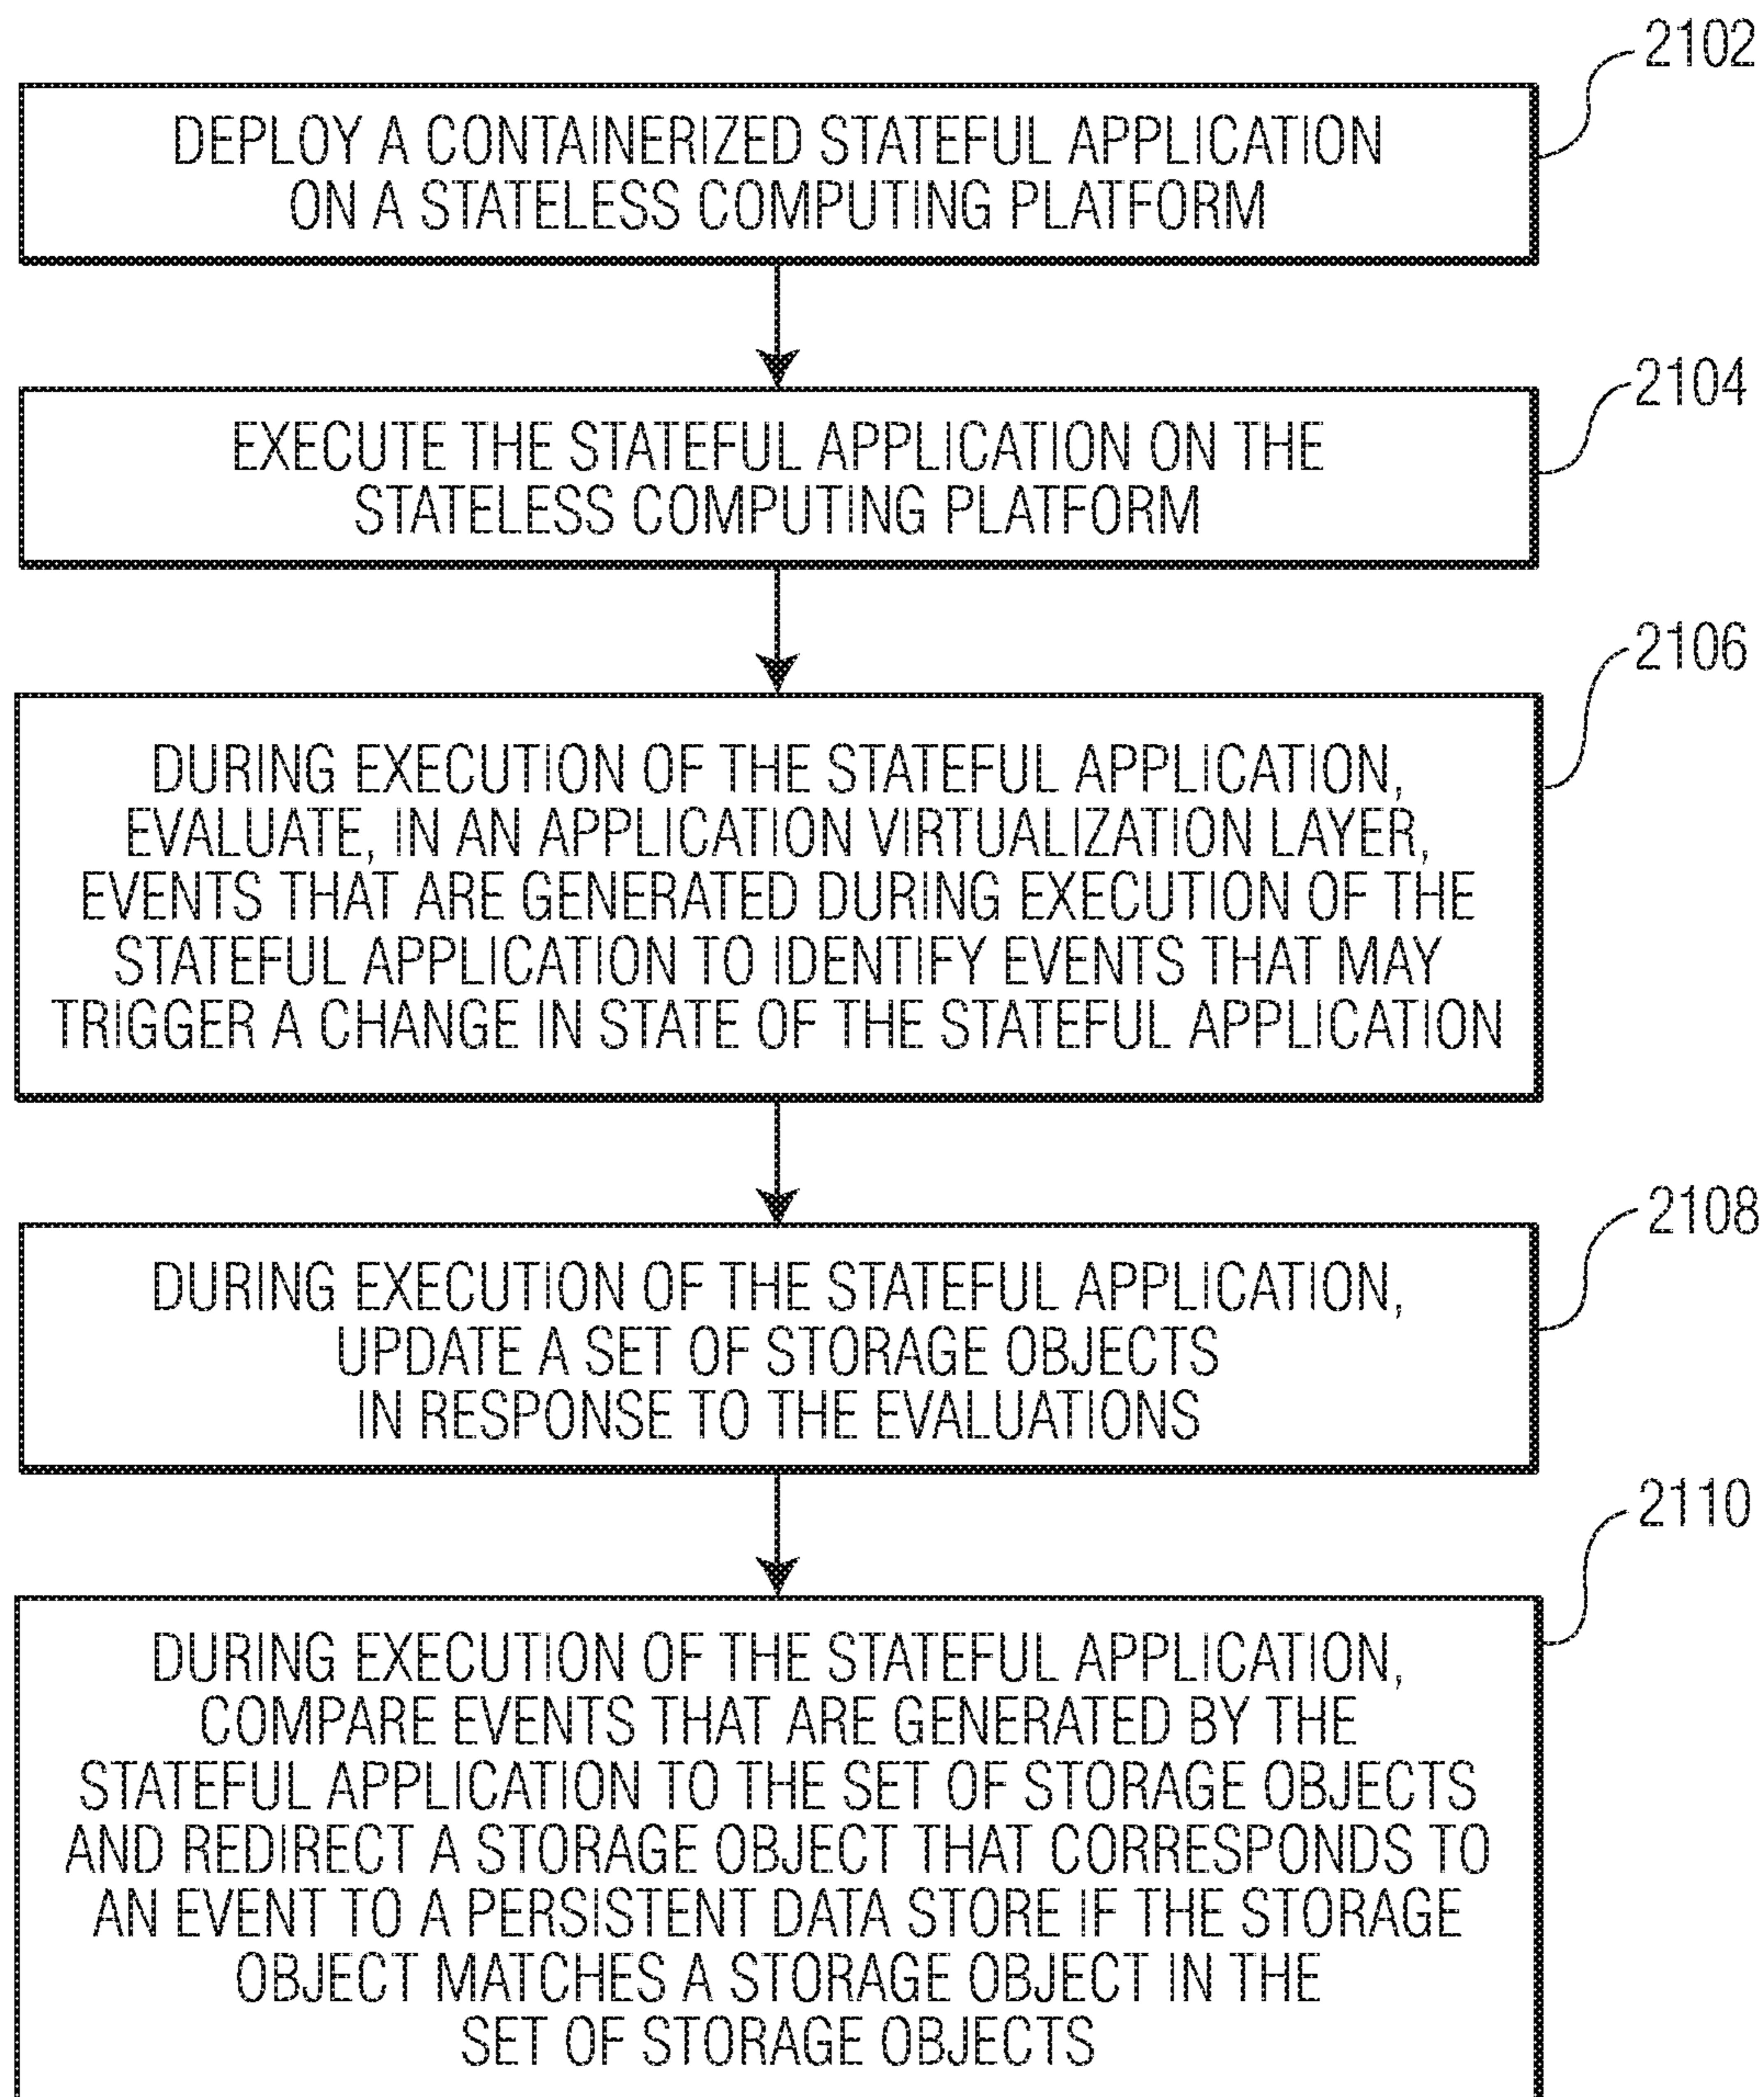 2102
DEPLOY A CONTAINERIZED STATEFUL APPLICATION
ON A STATELESS COMPUTING PLATFORM
2104
EXECUTE THE STATEFUL APPLICATION ON THE
STATELESS COMPUTING PLATFORM
2106
DURING EXECUTION OF THE STATEFUL APPLICATION,
EVALUATE, IN AN APPLICATION VIRTUALIZATION LAYER,
EVENTS THAT ARE GENERATED DURING EXECUTION OF THE
STATEFUL APPLICATION TO IDENTIFY EVENTS THAT MAY
TRIGGER A CHANGE IN STATE OF THE STATEFUL APPLICATION
2108
DURING EXECUTION OF THE STATEFUL APPLICATION,
UPDATE A SET OF STORAGE OBJECTS
IN RESPONSE TO THE EVALUATIONS
2110
DURING EXECUTION OF THE STATEFUL APPLICATION,
COMPARE EVENTS THAT ARE GENERATED BY THE
STATEFUL APPLICATION TO THE SET OF STORAGE OBJECTS
AND REDIRECT A STORAGE OBJECT THAT CORRESPONDS TO
AN EVENT TO A PERSISTENT DATA STORE IF THE STORAGE
OBJECT MATCHES A STORAGE OBJECT IN THE
SET OF STORAGE OBJECTS